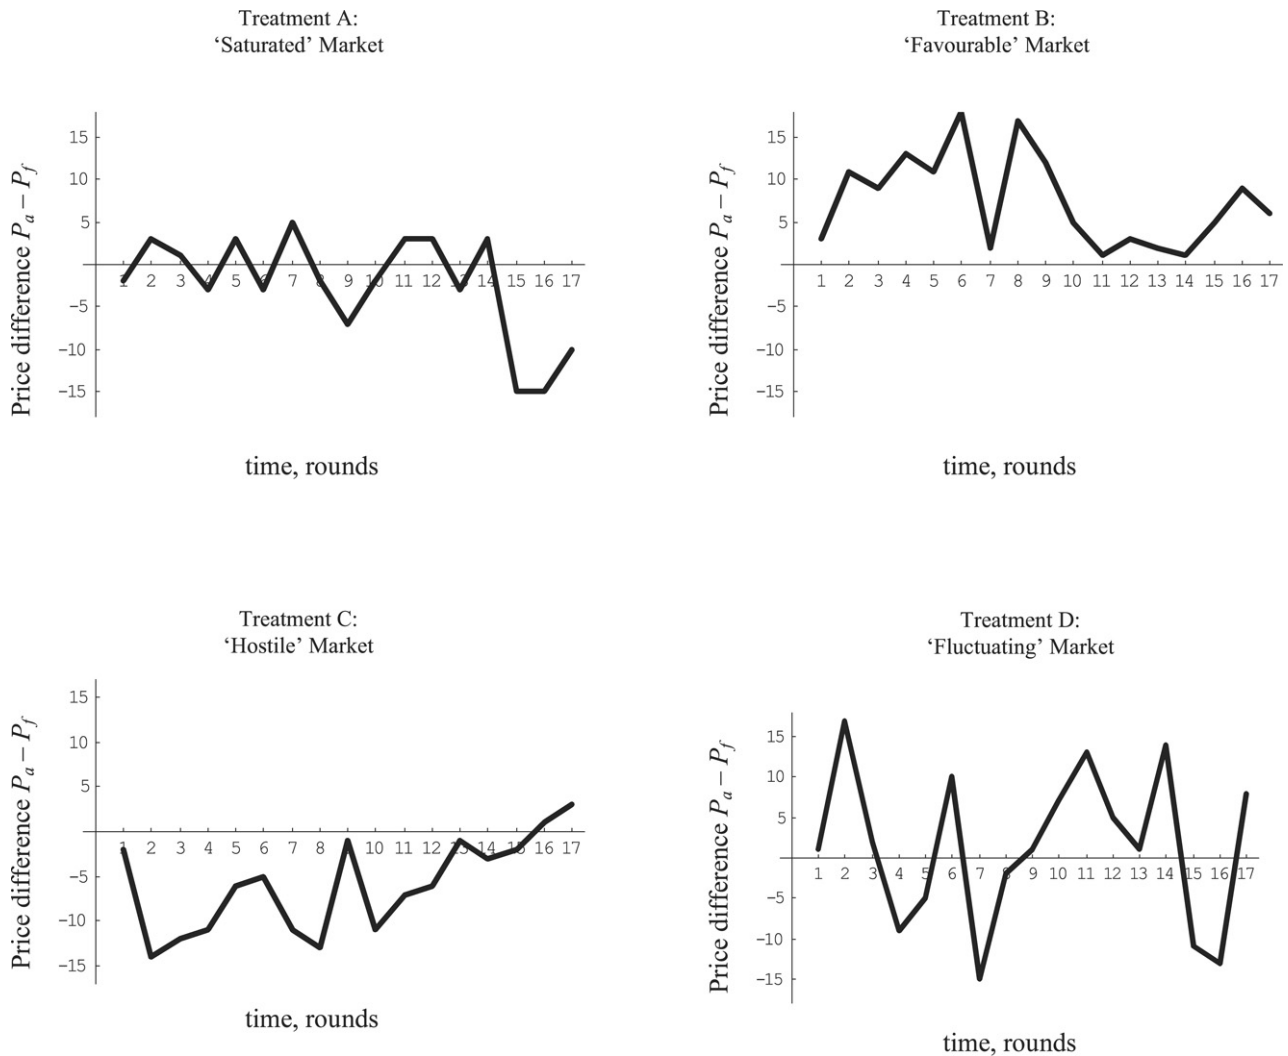 Treatment A:
‘Saturated’ Market
15
10
5
−5
−10
−15
Price difference Pₐ − P_f
1 2 3 4 5 6 7 8 9 10 11 12 13 14 15 16 17
time, rounds
Treatment B:
‘Favourable’ Market
15
10
5
−5
−10
−15
Price difference Pₐ − P_f
1 2 3 4 5 6 7 8 9 10 11 12 13 14 15 16 17
time, rounds
Treatment C:
‘Hostile’ Market
15
10
5
−5
−10
−15
Price difference Pₐ − P_f
1 2 3 4 5 6 7 8 9 10 11 12 13 14 15 16 17
time, rounds
Treatment D:
‘Fluctuating’ Market
15
10
5
−5
−10
−15
Price difference Pₐ − P_f
1 2 3 4 5 6 7 8 9 10 11 12 13 14 15 16 17
time, rounds